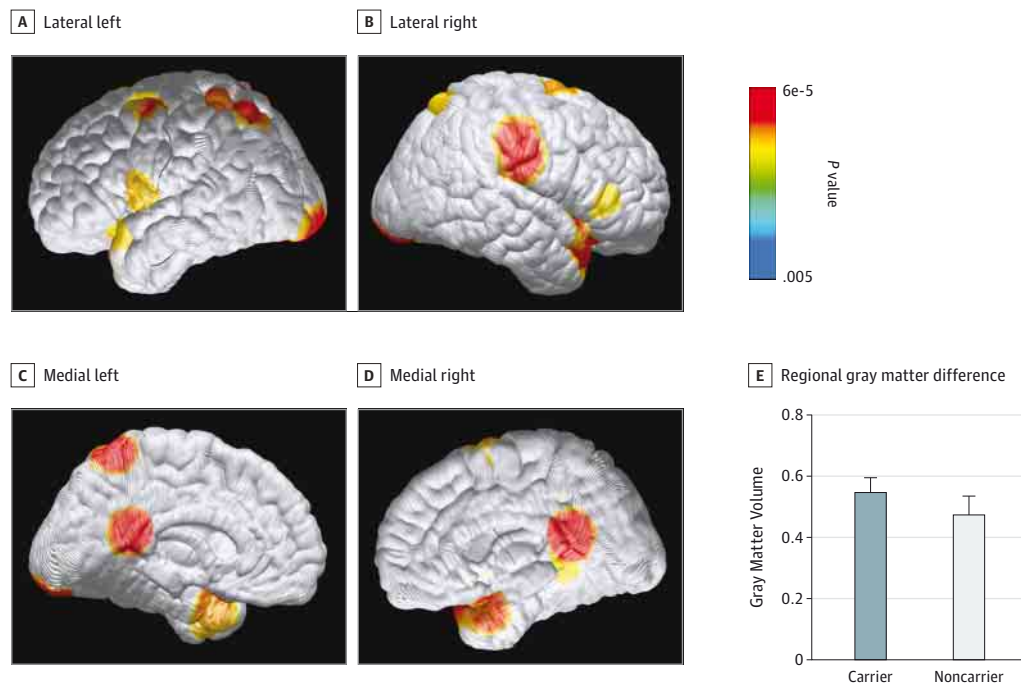 A Lateral left
B Lateral right
6e-5
P value
.005
C Medial left
D Medial right
E Regional gray matter difference
0.8
0.6
0.4
0.2
0
Gray Matter Volume
Carrier
Noncarrier